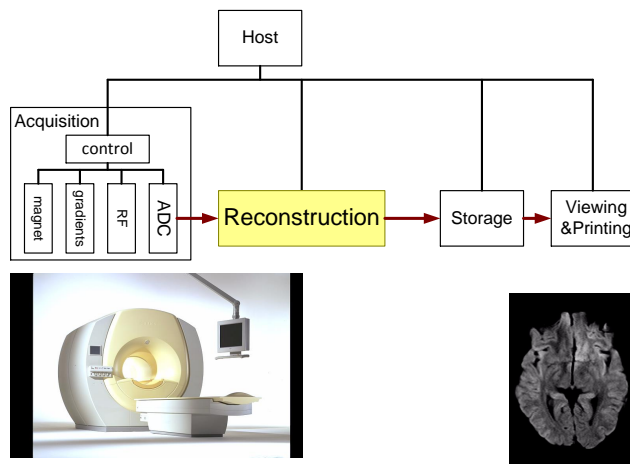 Host
Acquisition
control
magnet
gradients
RF
ADC
Reconstruction
Storage
Viewing
&Printing